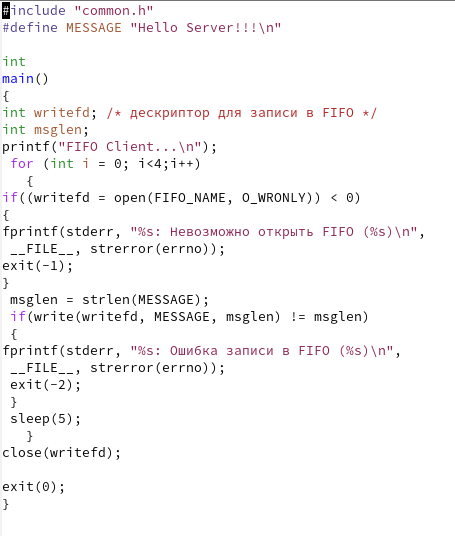 #include "common.h"
#define MESSAGE "Hello Server!!!\n"

int
main()
{
int writefd; /* дескриптор для записи в FIFO */
int msglen;
printf("FIFO Client...\n");
 for (int i = 0; i<4;i++)
   {
if((writefd = open(FIFO_NAME, O_WRONLY)) < 0)
{
fprintf(stderr, "%s: Невозможно открыть FIFO (%s)\n",
 __FILE__, strerror(errno));
exit(-1);
}
 msglen = strlen(MESSAGE);
 if(write(writefd, MESSAGE, msglen) != msglen)
 {
fprintf(stderr, "%s: Ошибка записи в FIFO (%s)\n",
 __FILE__, strerror(errno));
 exit(-2);
 }
 sleep(5);
   }
close(writefd);

exit(0);
}